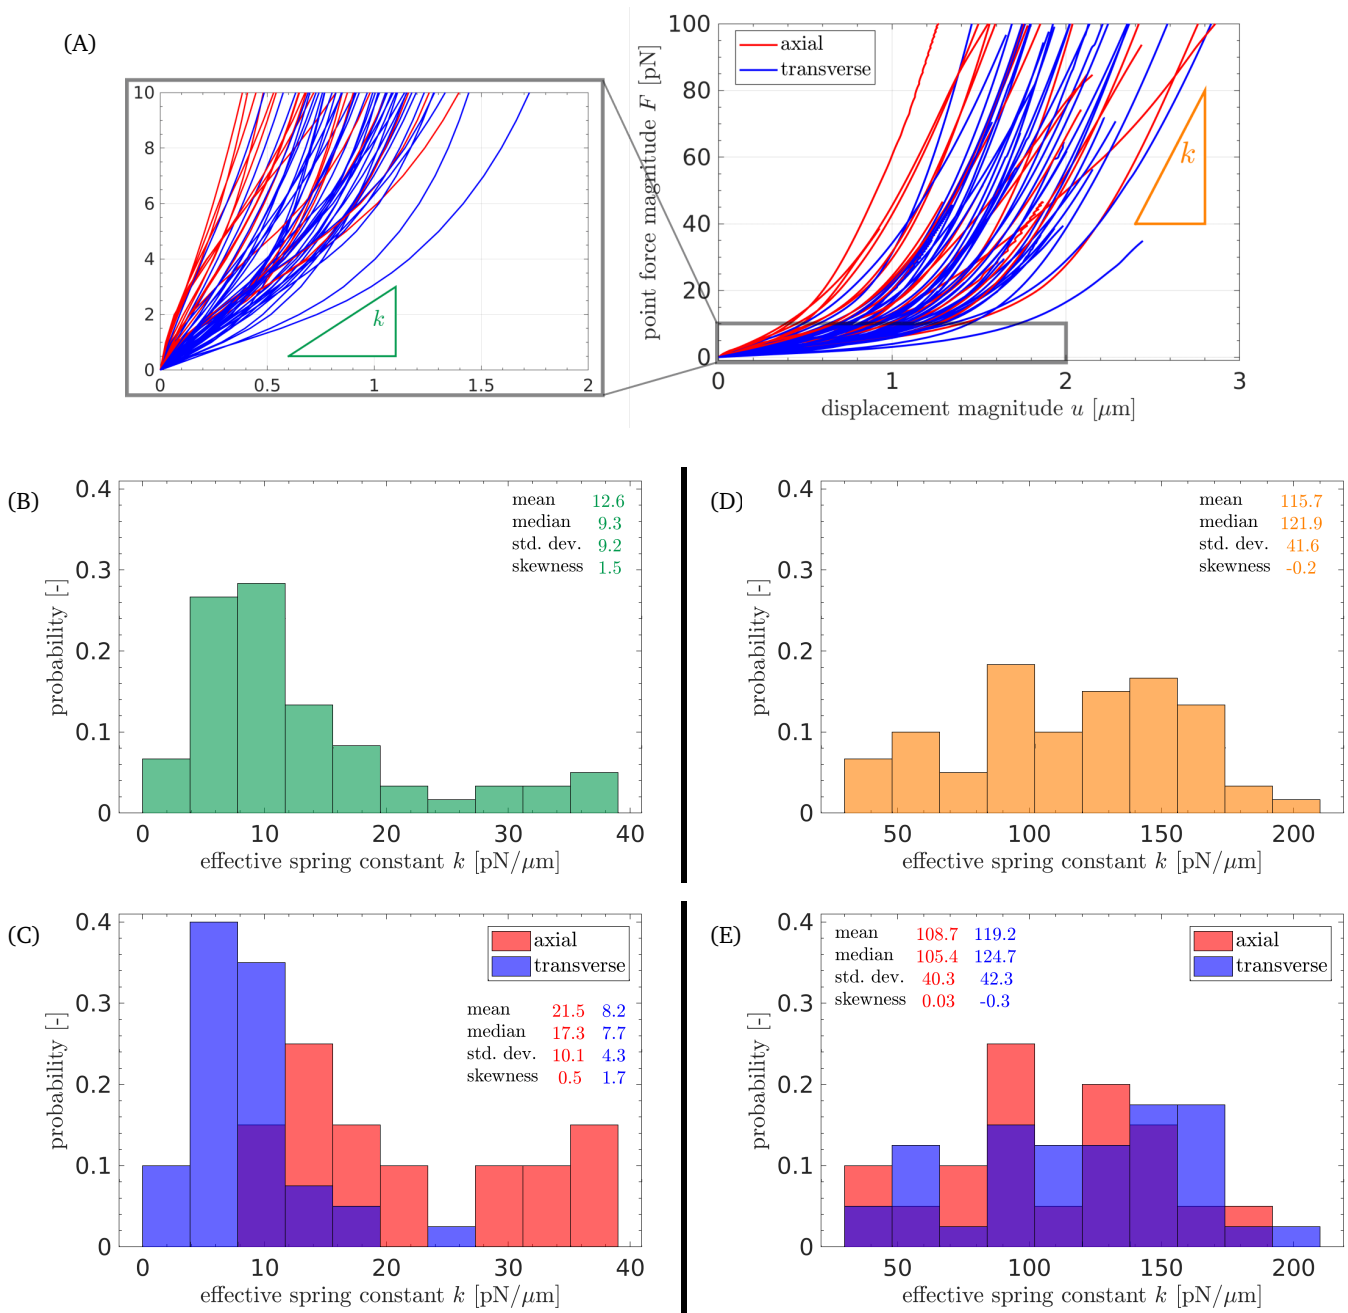 (A)
10
8
6
4
2
0
k
0 0.5 1 1.5 2
point force magnitude F [pN]
100
80
60
40
20
0
axial
transverse
k
0 1 2 3
displacement magnitude u [μm]
(B)
probability [-]
0.4
0.3
0.2
0.1
0
mean 12.6
median 9.3
std. dev. 9.2
skewness 1.5
0 10 20 30 40
effective spring constant k [pN/μm]
(D)
probability [-]
0.4
0.3
0.2
0.1
0
mean 115.7
median 121.9
std. dev. 41.6
skewness -0.2
50 100 150 200
effective spring constant k [pN/μm]
(C)
probability [-]
0.4
0.3
0.2
0.1
0
axial
transverse
mean 21.5 8.2
median 17.3 7.7
std. dev. 10.1 4.3
skewness 0.5 1.7
0 10 20 30 40
effective spring constant k [pN/μm]
(E)
probability [-]
0.4
0.3
0.2
0.1
0
mean 108.7 119.2
median 105.4 124.7
std. dev. 40.3 42.3
skewness 0.03 -0.3
axial
transverse
50 100 150 200
effective spring constant k [pN/μm]